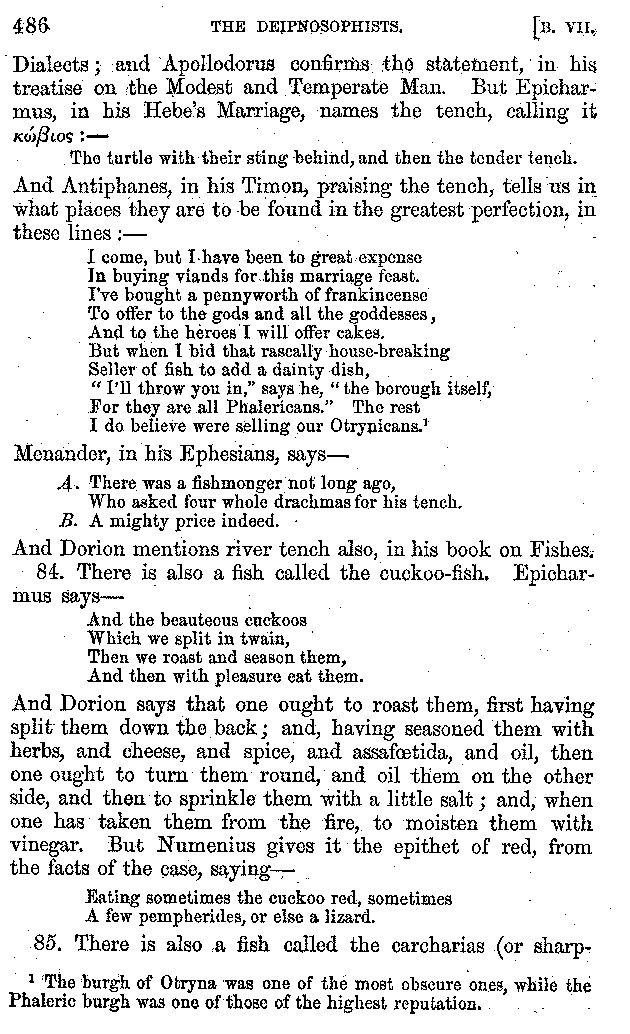 486 THE DEIPNOSOPHISTS. [B. VII.
Dialects; and Apollodorus confirms the statement, in his
treatise on the Modest and Temperate Man. But Epichar-
mus, in his Hebe's Marriage, names the tench, calling it
κώβιος :—
The turtle with their sting behind, and then the tender tench.
And Antiphanes, in his Timon, praising the tench, tells us in
what places they are to be found in the greatest perfection, in
these lines :—
I come, but I have been to great expense
In buying viands for this marriage feast.
I've bought a pennyworth of frankincense
To offer to the gods and all the goddesses,
And to the heroes I will offer cakes.
But when I bid that rascally house-breaking
Seller of fish to add a dainty dish,
" I'll throw you in," says he, " the borough itself,
For they are all Phalericans." The rest
I do believe were selling our Otrynicans.¹
Menander, in his Ephesians, says—
A. There was a fishmonger not long ago,
Who asked four whole drachmas for his tench.
B. A mighty price indeed.
And Dorion mentions river tench also, in his book on Fishes.
84. There is also a fish called the cuckoo-fish. Epichar-
mus says—
And the beauteous cuckoos
Which we split in twain,
Then we roast and season them,
And then with pleasure eat them.
And Dorion says that one ought to roast them, first having
split them down the back; and, having seasoned them with
herbs, and cheese, and spice, and assafœtida, and oil, then
one ought to turn them round, and oil them on the other
side, and then to sprinkle them with a little salt; and, when
one has taken them from the fire, to moisten them with
vinegar. But Numenius gives it the epithet of red, from
the facts of the case, saying—
Eating sometimes the cuckoo red, sometimes
A few pempherides, or else a lizard.
85. There is also a fish called the carcharias (or sharp-
¹ The burgh of Otryna was one of the most obscure ones, while the
Phaleric burgh was one of those of the highest reputation.